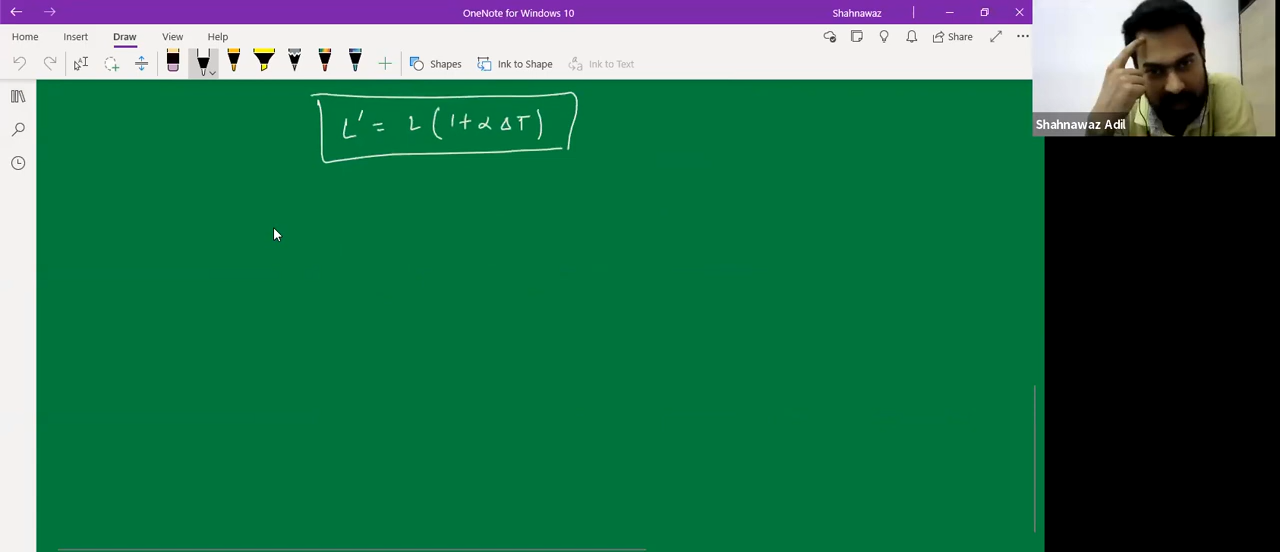 OneNote for Windows 10
Shahnawaz
Home Insert Draw View Help
Share
Shapes Ink to Shape Ink to Text
L' = L (1 + α ΔT)
Shahnawaz Adil